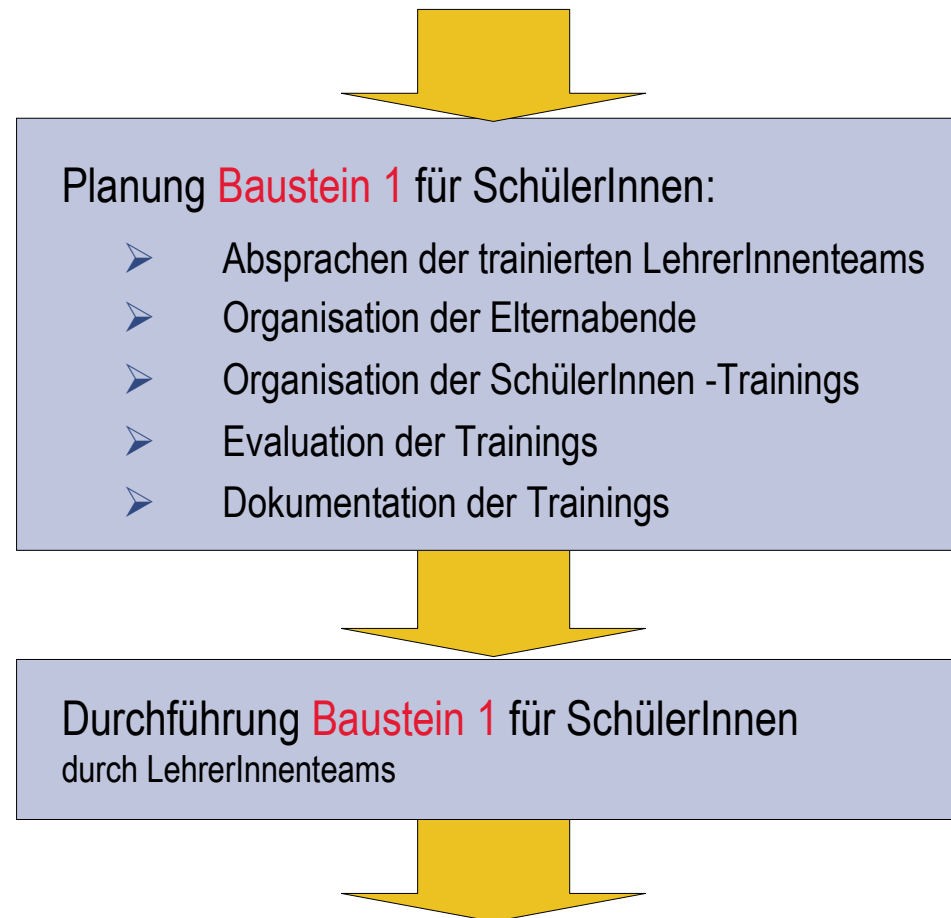 Planung Baustein 1 für SchülerInnen:
➢ Absprachen der trainierten LehrerInnenteams
➢ Organisation der Elternabende
➢ Organisation der SchülerInnen -Trainings
➢ Evaluation der Trainings
➢ Dokumentation der Trainings
Durchführung Baustein 1 für SchülerInnen
durch LehrerInnenteams